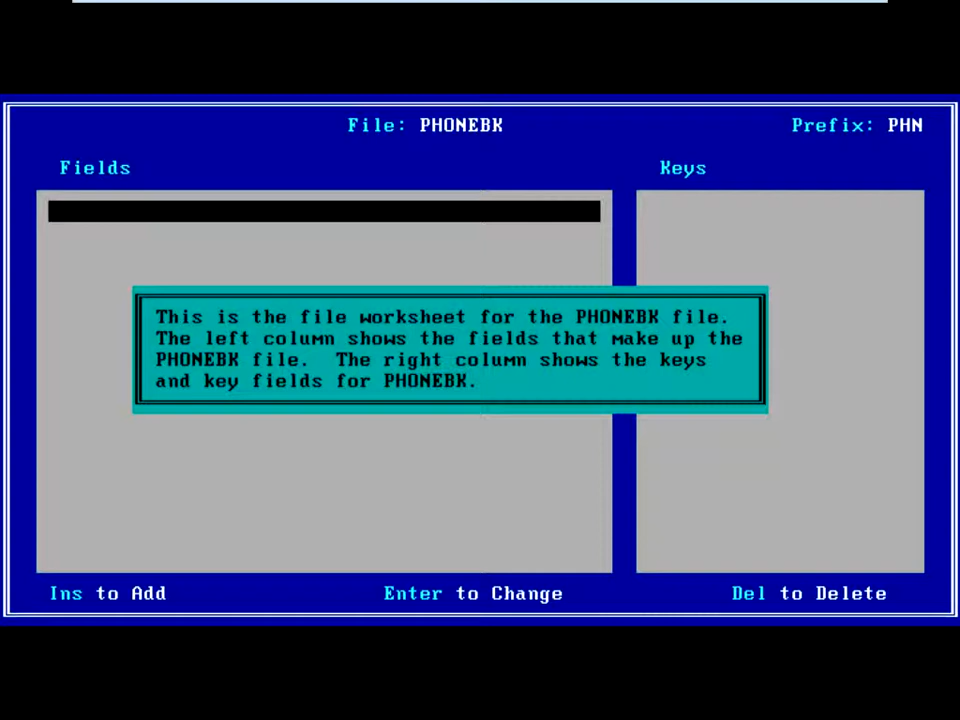 File: PHONEBK Prefix: PHN
Fields Keys
This is the file worksheet for the PHONEBK file.
The left column shows the fields that make up the
PHONEBK file. The right column shows the keys
and key fields for PHONEBK.
Ins to Add Enter to Change Del to Delete